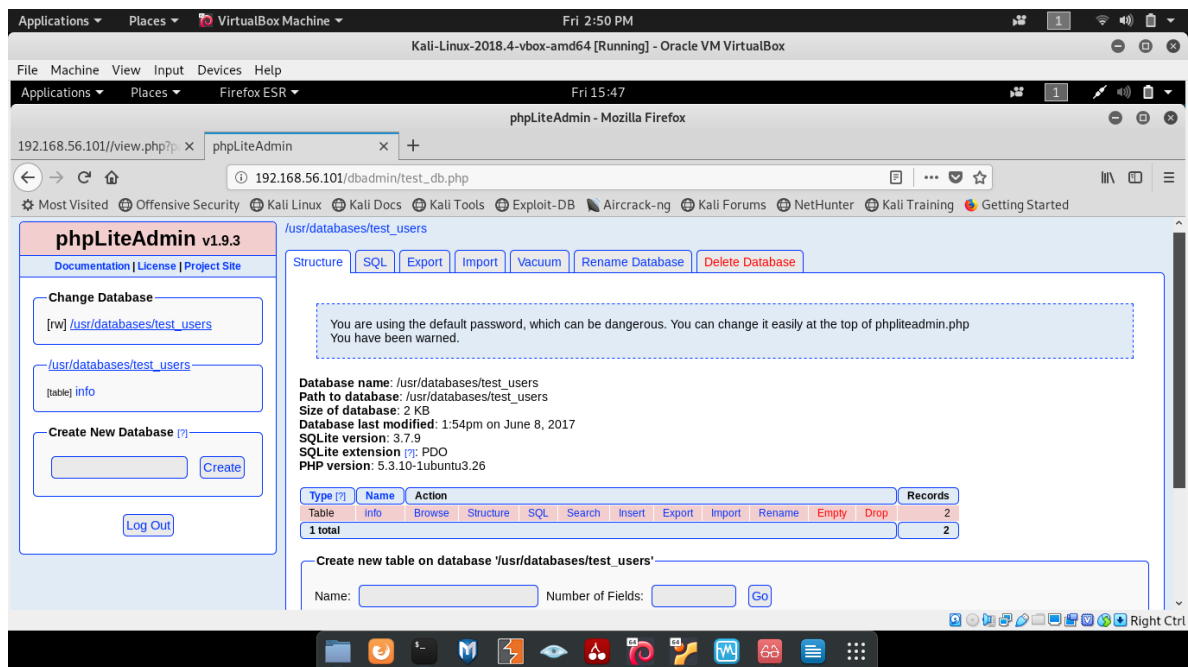 Applications Places VirtualBox Machine Fri 2:50 PM 1
Kali-Linux-2018.4-vbox-amd64 [Running] - Oracle VM VirtualBox
File Machine View Input Devices Help
Applications Places Firefox ESR Fri 15:47 1
phpLiteAdmin - Mozilla Firefox
192.168.56.101//view.php?p phpLiteAdmin
192.168.56.101/dbadmin/test_db.php
Most Visited Offensive Security Kali Linux Kali Docs Kali Tools Exploit-DB Aircrack-ng Kali Forums NetHunter Kali Training Getting Started
phpLiteAdmin v1.9.3
Documentation | License | Project Site
Change Database
[rw] /usr/databases/test_users
/usr/databases/test_users
[table] info
Create New Database [?]
Create
Log Out
/usr/databases/test_users
Structure SQL Export Import Vacuum Rename Database Delete Database
You are using the default password, which can be dangerous. You can change it easily at the top of phpliteadmin.php
You have been warned.
Database name: /usr/databases/test_users
Path to database: /usr/databases/test_users
Size of database: 2 KB
Database last modified: 1:54pm on June 8, 2017
SQLite version: 3.7.9
SQLite extension [?]: PDO
PHP version: 5.3.10-1ubuntu3.26
Type [?] Name Action Records
Table info Browse Structure SQL Search Insert Export Import Rename Empty Drop 2
1 total 2
Create new table on database '/usr/databases/test_users'
Name: Number of Fields: Go
Right Ctrl